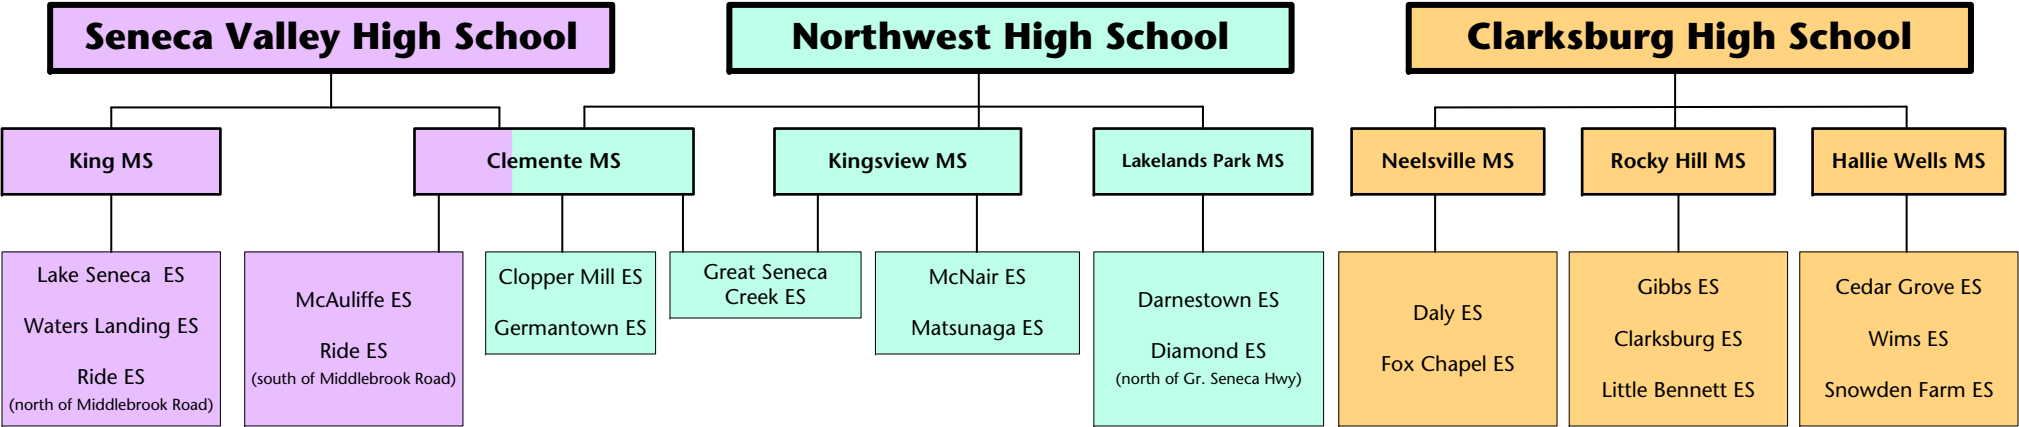 Seneca Valley High School
Northwest High School
Clarksburg High School
King MS
Clemente MS
Kingsview MS
Lakelands Park MS
Neelsville MS
Rocky Hill MS
Hallie Wells MS
Lake Seneca ES
Waters Landing ES
Ride ES
(north of Middlebrook Road)
McAuliffe ES
Ride ES
(south of Middlebrook Road)
Clopper Mill ES
Germantown ES
Great Seneca
Creek ES
McNair ES
Matsunaga ES
Darnestown ES
Diamond ES
(north of Gr. Seneca Hwy)
Daly ES
Fox Chapel ES
Gibbs ES
Clarksburg ES
Little Bennett ES
Cedar Grove ES
Wims ES
Snowden Farm ES